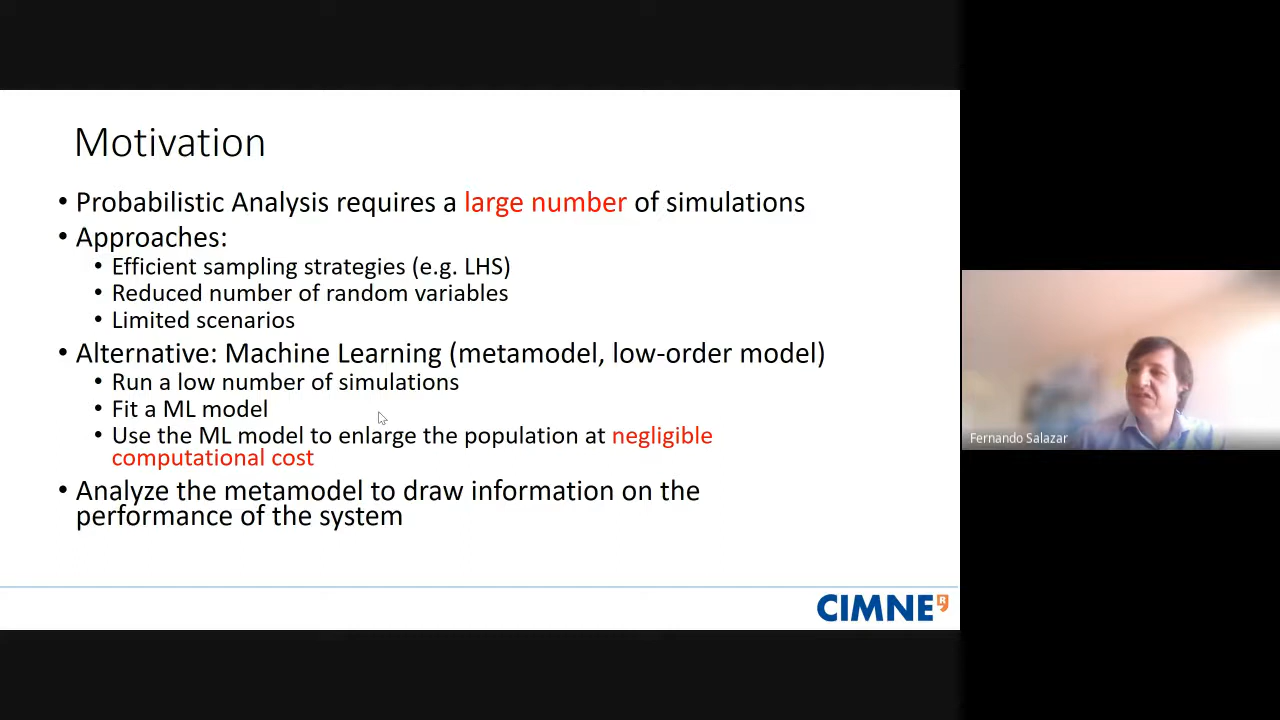 Motivation
• Probabilistic Analysis requires a large number of simulations
• Approaches:
• Efficient sampling strategies (e.g. LHS)
• Reduced number of random variables
• Limited scenarios
• Alternative: Machine Learning (metamodel, low-order model)
• Run a low number of simulations
• Fit a ML model
• Use the ML model to enlarge the population at negligible
computational cost
• Analyze the metamodel to draw information on the
performance of the system
CIMNE R
Fernando Salazar